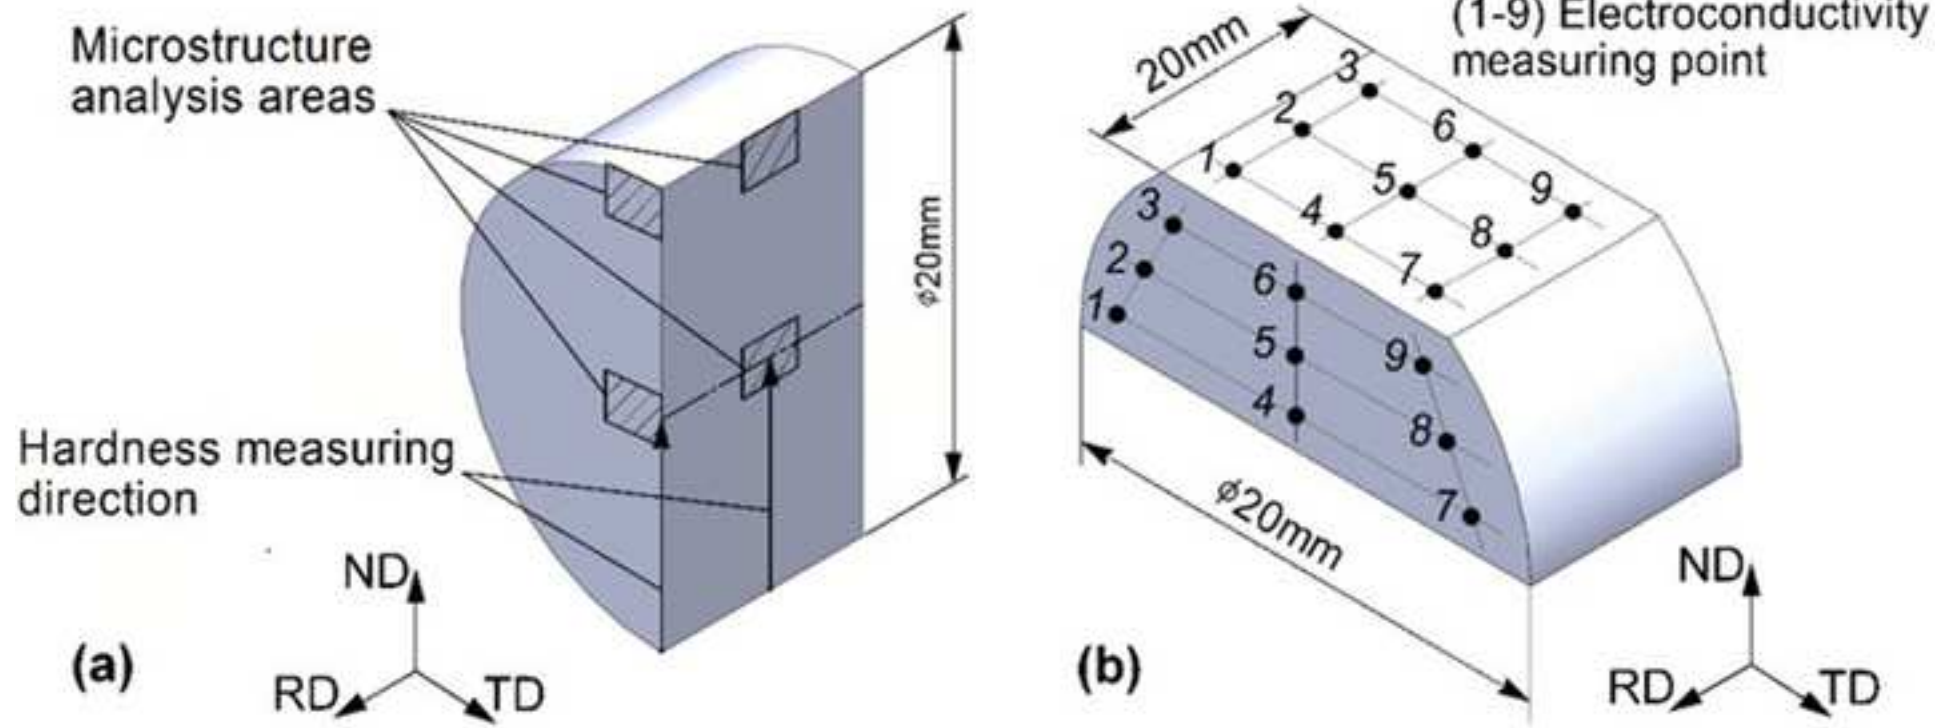 Microstructure
analysis areas
Hardness measuring
direction
ϕ20mm
ND
RD
TD
(a)
20mm
(1-9) Electroconductivity
measuring point
3
2
1
6
5
4
9
8
7
3
2
1
6
5
4
9
8
7
ϕ20mm
ND
RD
TD
(b)